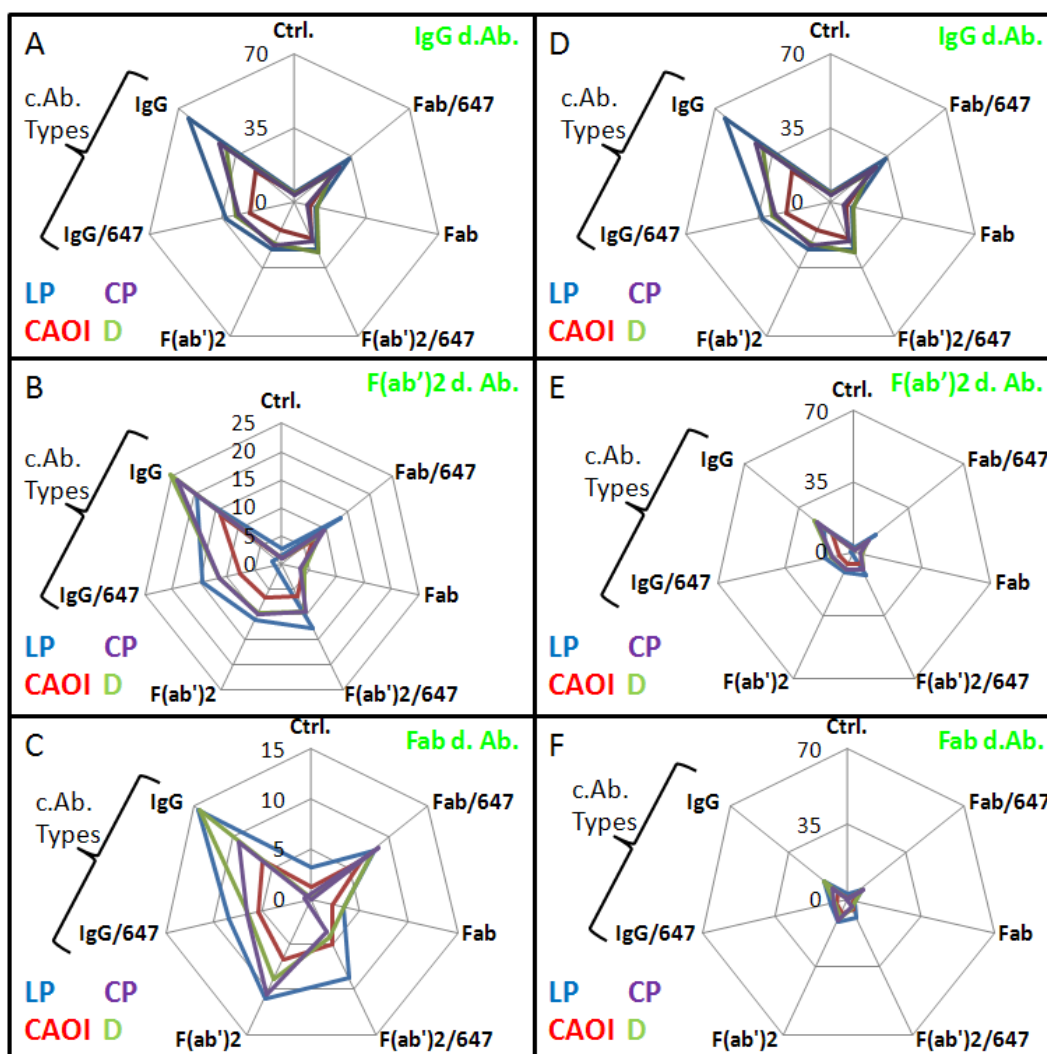 A
Ctrl.
IgG d.Ab.
70
c.Ab.
Types
IgG
35
Fab/647
0
IgG/647
Fab
LP CP
CAOI D
F(ab')2
F(ab')2/647
D
Ctrl.
IgG d.Ab.
70
c.Ab.
Types
IgG
35
Fab/647
0
IgG/647
Fab
LP CP
CAOI D
F(ab')2
F(ab')2/647
B
F(ab')2 d. Ab.
Ctrl.
25
c.Ab.
Types
IgG
20
15
10
5
0
Fab/647
IgG/647
Fab
LP CP
CAOI D
F(ab')2
F(ab')2/647
E
F(ab’)2 d. Ab.
Ctrl.
70
c.Ab.
Types
IgG
35
Fab/647
0
IgG/647
Fab
LP CP
CAOI D
F(ab')2
F(ab')2/647
C
Ctrl.
Fab d. Ab.
15
c.Ab.
Types
IgG
10
5
0
Fab/647
IgG/647
Fab
LP CP
CAOI D
F(ab')2
F(ab')2/647
F
Ctrl.
Fab d.Ab.
70
c.Ab.
Types
IgG
35
Fab/647
0
IgG/647
Fab
LP CP
CAOI D
F(ab')2
F(ab')2/647